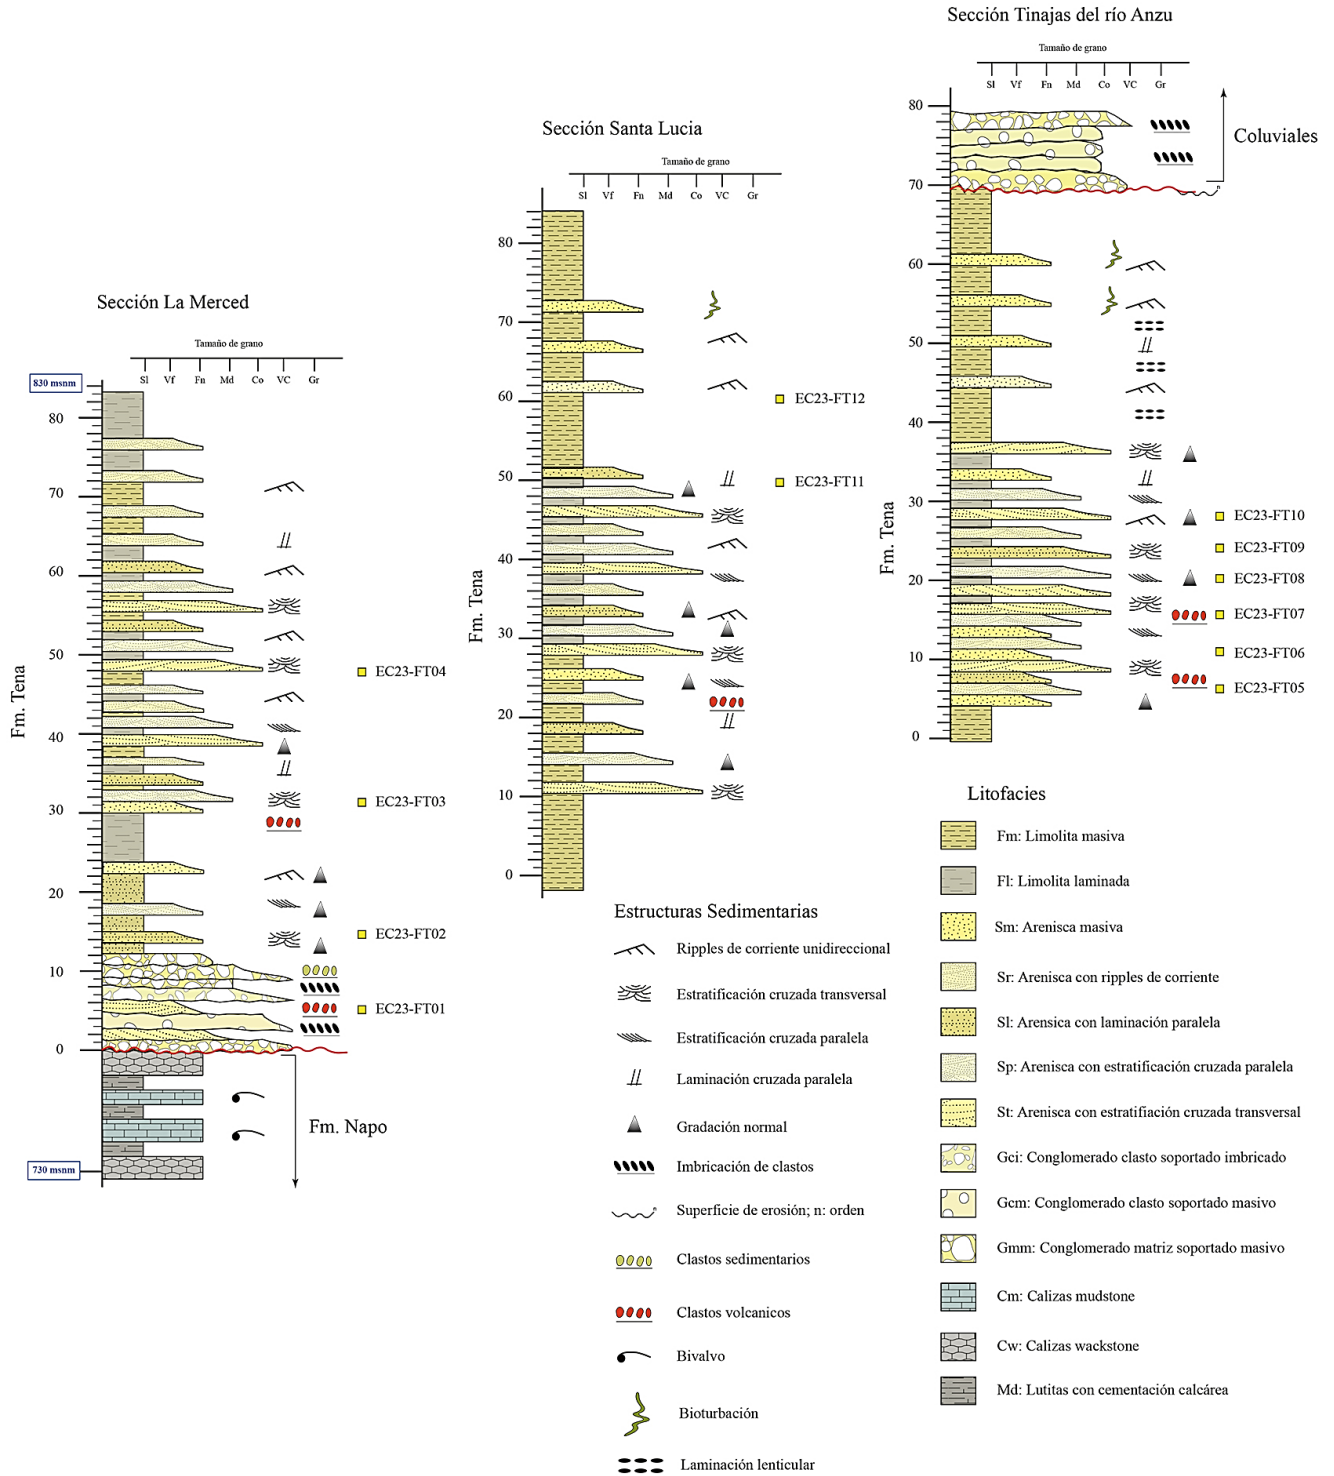 Sección Tinajas del río Anzu
Tamaño de grano
Sl Vf Fn Md Co VC Gr
80
70
60
50
40
30
20
10
0
Fm. Tena
Coluviales
EC23-FT10
EC23-FT09
EC23-FT08
EC23-FT07
EC23-FT06
EC23-FT05
Sección Santa Lucia
Tamaño de grano
Sl Vf Fn Md Co VC Gr
80
70
60
50
40
30
20
10
0
Fm. Tena
EC23-FT12
EC23-FT11
Sección La Merced
Tamaño de grano
Sl Vf Fn Md Co VC Gr
830 msnm
80
70
60
50
40
30
20
10
0
730 msnm
Fm. Tena
EC23-FT04
EC23-FT03
EC23-FT02
EC23-FT01
Fm. Napo
Estructuras Sedimentarias
Ripples de corriente unidireccional
Estratificación cruzada transversal
Estratificación cruzada paralela
Laminación cruzada paralela
Gradación normal
Imbricación de clastos
Superficie de erosión; n: orden
Clastos sedimentarios
Clastos volcanicos
Bivalvo
Bioturbación
Laminación lenticular
Litofacies
Fm: Limolita masiva
Fl: Limolita laminada
Sm: Arenisca masiva
Sr: Arenisca con ripples de corriente
Sl: Arensica con laminación paralela
Sp: Arenisca con estratificación cruzada paralela
St: Arenisca con estratifiación cruzada transversal
Gci: Conglomerado clasto soportado imbricado
Gcm: Conglomerado clasto soportado masivo
Gmm: Conglomerado matriz soportado masivo
Cm: Calizas mudstone
Cw: Calizas wackstone
Md: Lutitas con cementación calcárea